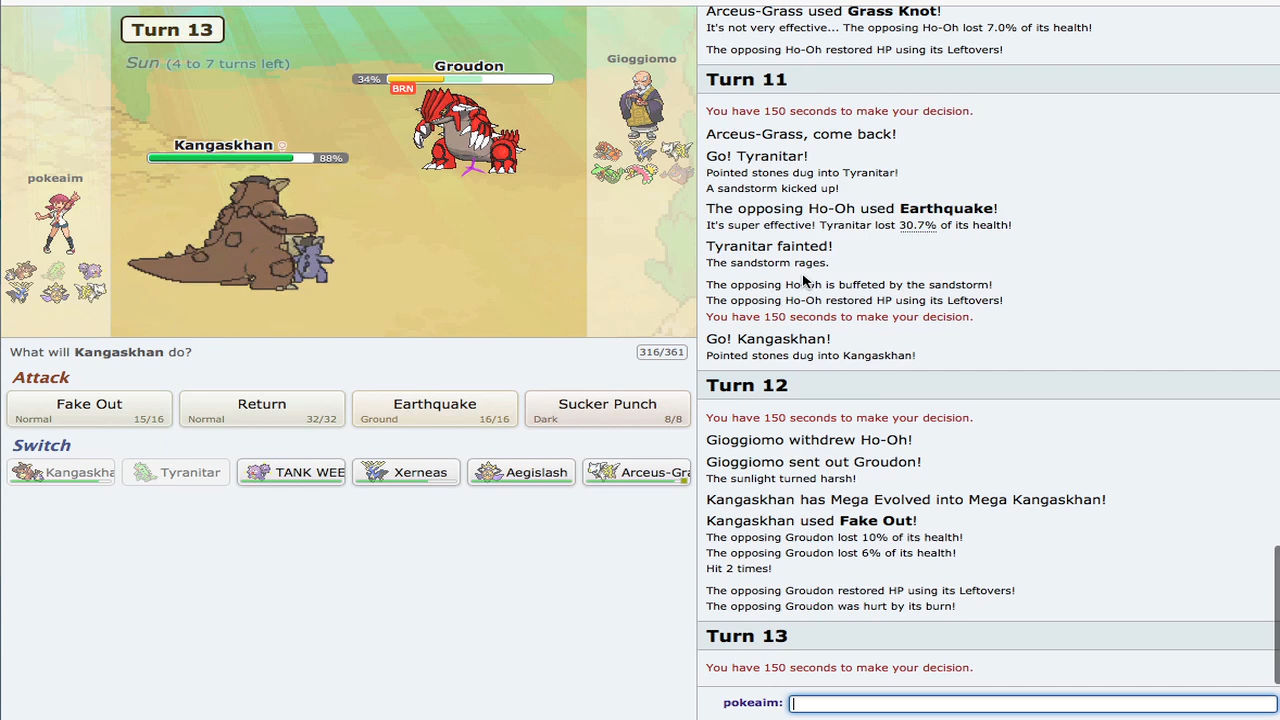 Turn 13
Sun (4 to 7 turns left)
Gioggiomo
Groudon
34%
BRN
Kangaskhan
88%
pokeaim
What will Kangaskhan do?
316/361
Attack
Fake Out
Normal 15/16
Return
Normal 32/32
Earthquake
Ground 16/16
Sucker Punch
Dark 8/8
Switch
Kangaskha
Tyranitar
TANK WEE
Xerneas
Aegislash
Arceus-Gra
Arceus-Grass used Grass Knot!
It's not very effective... The opposing Ho-Oh lost 7.0% of its health!
The opposing Ho-Oh restored HP using its Leftovers!
Turn 11
You have 150 seconds to make your decision.
Arceus-Grass, come back!
Go! Tyranitar!
Pointed stones dug into Tyranitar!
A sandstorm kicked up!
The opposing Ho-Oh used Earthquake!
It's super effective! Tyranitar lost 30.7% of its health!
Tyranitar fainted!
The sandstorm rages.
The opposing Ho-Oh is buffeted by the sandstorm!
The opposing Ho-Oh restored HP using its Leftovers!
You have 150 seconds to make your decision.
Go! Kangaskhan!
Pointed stones dug into Kangaskhan!
Turn 12
You have 150 seconds to make your decision.
Gioggiomo withdrew Ho-Oh!
Gioggiomo sent out Groudon!
The sunlight turned harsh!
Kangaskhan has Mega Evolved into Mega Kangaskhan!
Kangaskhan used Fake Out!
The opposing Groudon lost 10% of its health!
The opposing Groudon lost 6% of its health!
Hit 2 times!
The opposing Groudon restored HP using its Leftovers!
The opposing Groudon was hurt by its burn!
Turn 13
You have 150 seconds to make your decision.
pokeaim: